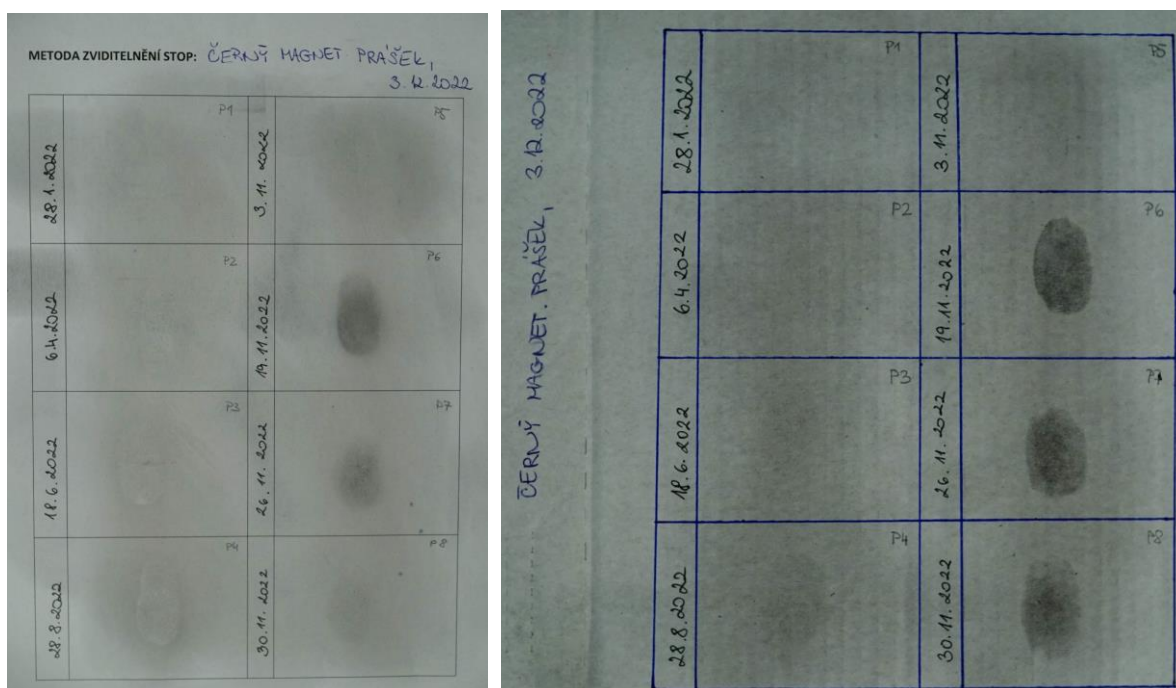 METODA ZVIDITELNĚNÍ STOP: ČERNÝ MAGNET PRÁŠEK,
3.12.2022
28.1.2022 P1 3.11.2022 P5
6.4.2022 P2 19.11.2022 P6
18.6.2022 P3 26.11.2022 P7
28.8.2022 P4 30.11.2022 P8
ČERNÝ MAGNET. PRÁŠEK, 3.12.2022
28.1.2022 P1 3.11.2022 P5
6.4.2022 P2 19.11.2022 P6
18.6.2022 P3 26.11.2022 P7
28.8.2022 P4 30.11.2022 P8